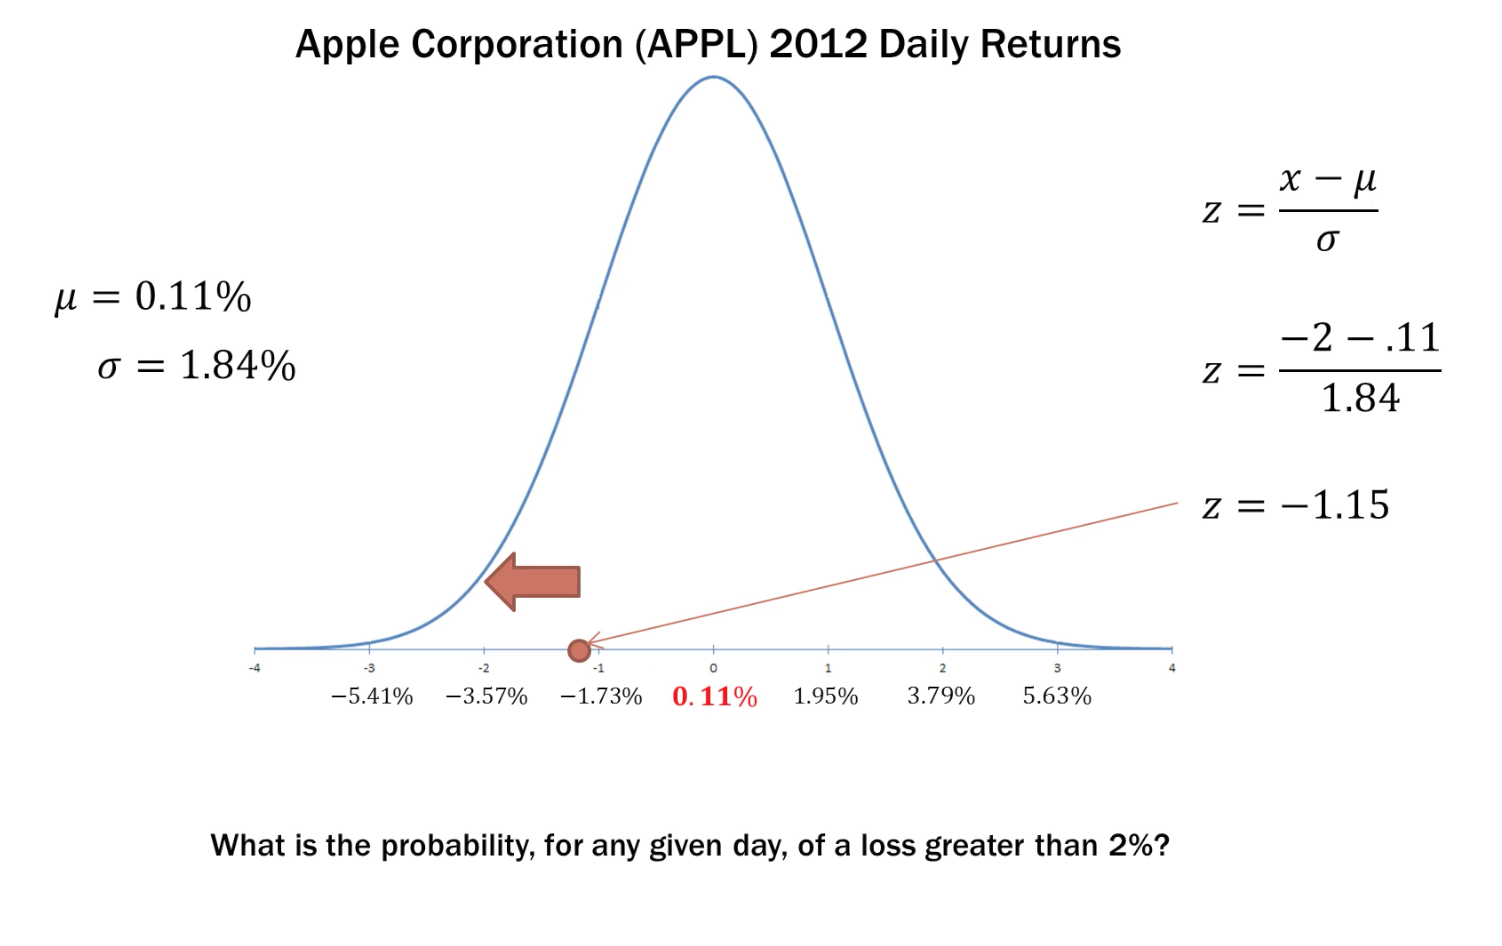 Apple Corporation (APPL) 2012 Daily Returns
z = (x − μ)/σ
μ = 0.11%
σ = 1.84%
z = (−2 − .11)/1.84
z = −1.15
-4 -3 -2 -1 0 1 2 3 4
−5.41% −3.57% −1.73% 0.11% 1.95% 3.79% 5.63%
What is the probability, for any given day, of a loss greater than 2%?